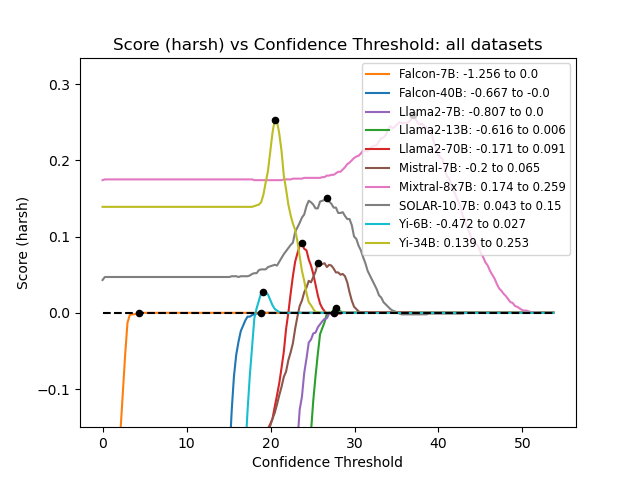 Score (harsh) vs Confidence Threshold: all datasets
Score (harsh)
0.3
0.2
0.1
0.0
−0.1
Falcon-7B: -1.256 to 0.0
Falcon-40B: -0.667 to -0.0
Llama2-7B: -0.807 to 0.0
Llama2-13B: -0.616 to 0.006
Llama2-70B: -0.171 to 0.091
Mistral-7B: -0.2 to 0.065
Mixtral-8x7B: 0.174 to 0.259
SOLAR-10.7B: 0.043 to 0.15
Yi-6B: -0.472 to 0.027
Yi-34B: 0.139 to 0.253
0 10 20 30 40 50
Confidence Threshold